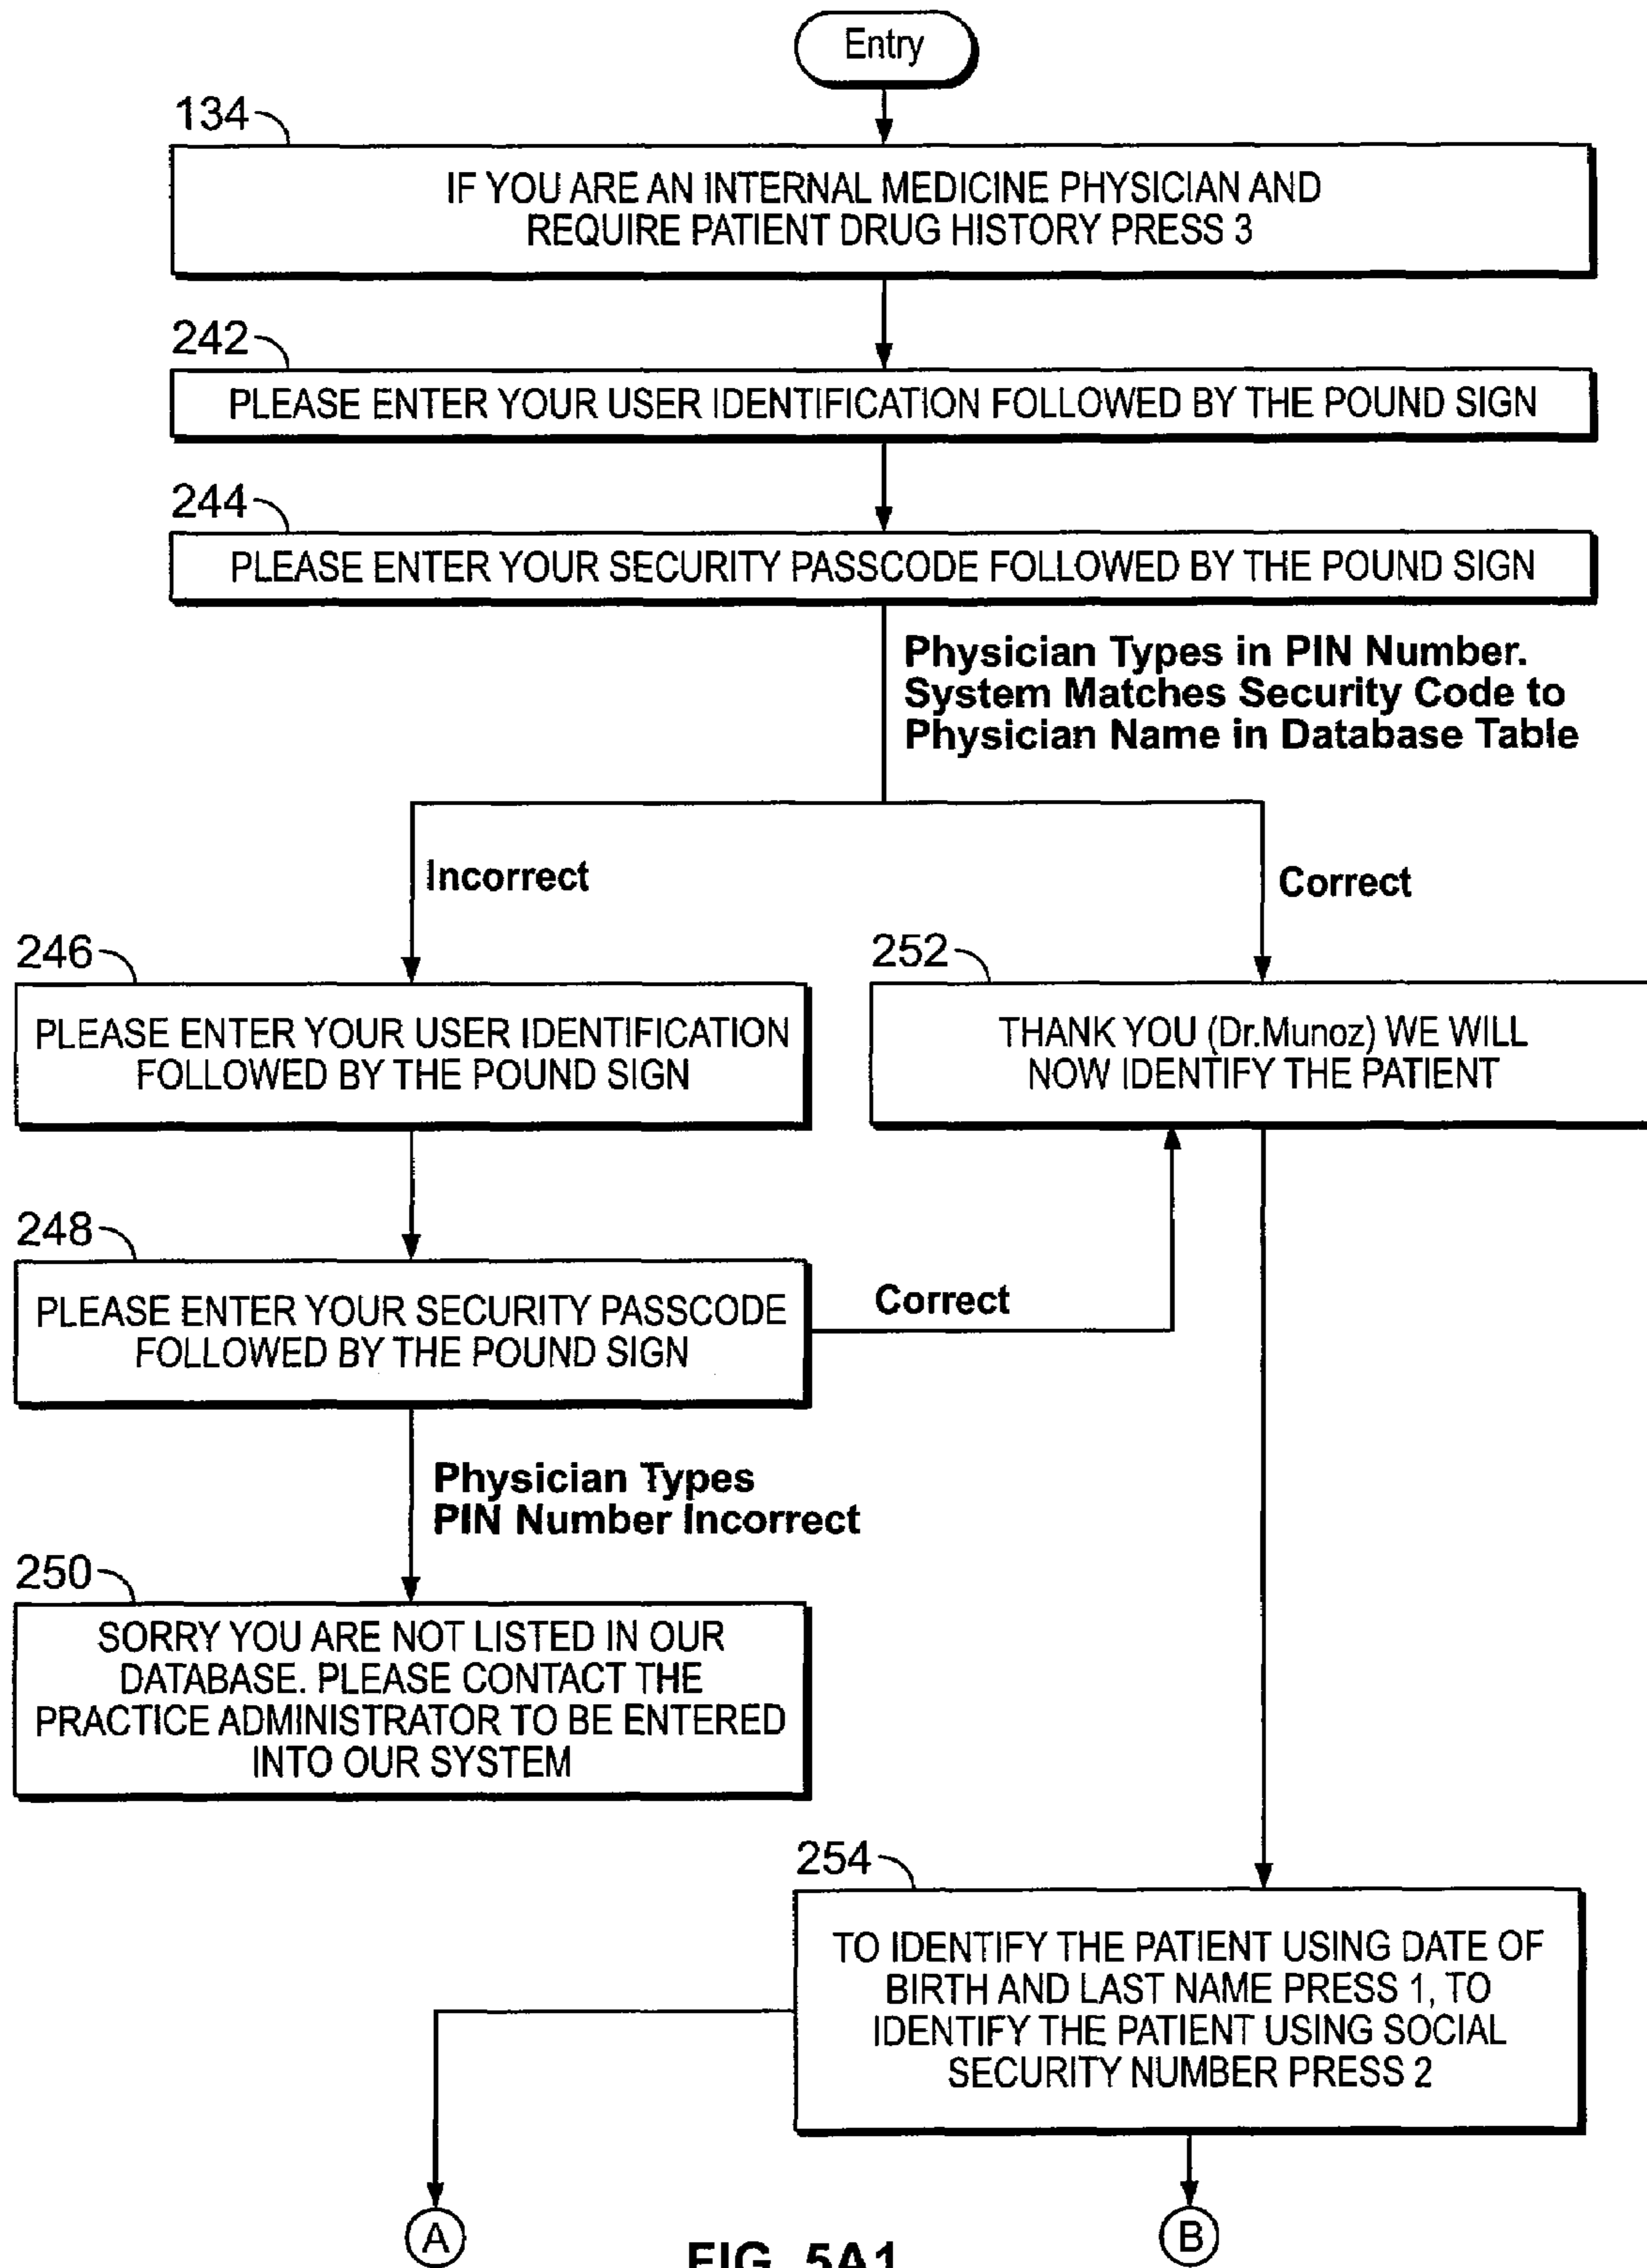 Entry
134
IF YOU ARE AN INTERNAL MEDICINE PHYSICIAN AND
REQUIRE PATIENT DRUG HISTORY PRESS 3
242
PLEASE ENTER YOUR USER IDENTIFICATION FOLLOWED BY THE POUND SIGN
244
PLEASE ENTER YOUR SECURITY PASSCODE FOLLOWED BY THE POUND SIGN
Physician Types in PIN Number.
System Matches Security Code to
Physician Name in Database Table
Incorrect
Correct
246
PLEASE ENTER YOUR USER IDENTIFICATION
FOLLOWED BY THE POUND SIGN
252
THANK YOU (Dr.Munoz) WE WILL
NOW IDENTIFY THE PATIENT
248
PLEASE ENTER YOUR SECURITY PASSCODE
FOLLOWED BY THE POUND SIGN
Correct
Physician Types
PIN Number Incorrect
250
SORRY YOU ARE NOT LISTED IN OUR
DATABASE. PLEASE CONTACT THE
PRACTICE ADMINISTRATOR TO BE ENTERED
INTO OUR SYSTEM
254
TO IDENTIFY THE PATIENT USING DATE OF
BIRTH AND LAST NAME PRESS 1, TO
IDENTIFY THE PATIENT USING SOCIAL
SECURITY NUMBER PRESS 2
A
B
FIG. 5A1